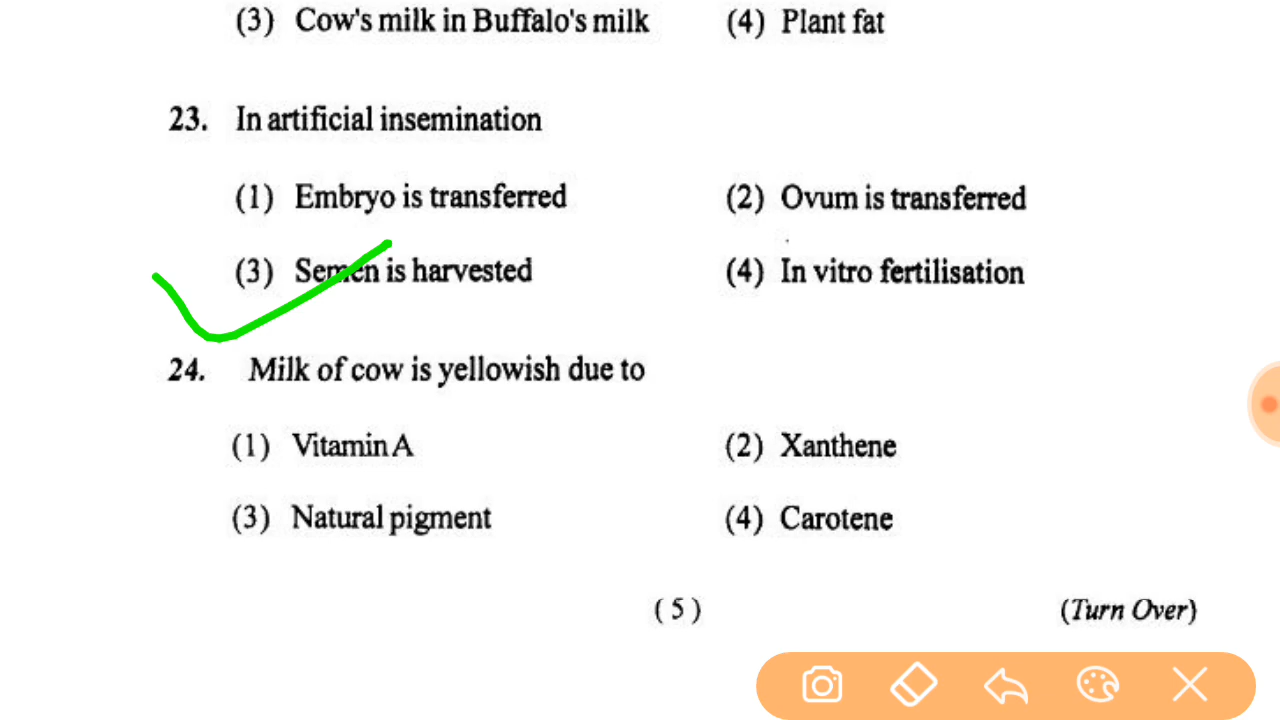 (3) Cow's milk in Buffalo's milk (4) Plant fat
23. In artificial insemination
(1) Embryo is transferred (2) Ovum is transferred
(3) Semen is harvested (4) In vitro fertilisation
24. Milk of cow is yellowish due to
(1) Vitamin A (2) Xanthene
(3) Natural pigment (4) Carotene
( 5 ) (Turn Over)